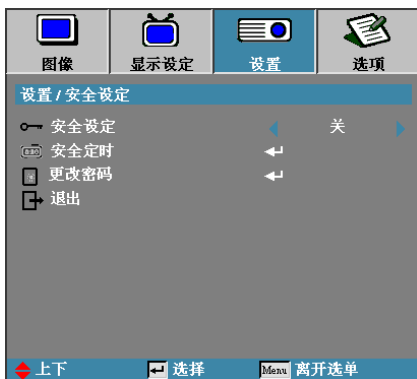 图像 显示设定 设置 选项
设置 / 安全设定
安全设定 关
安全定时
更改密码
退出
上下 选择 Menu 离开选单